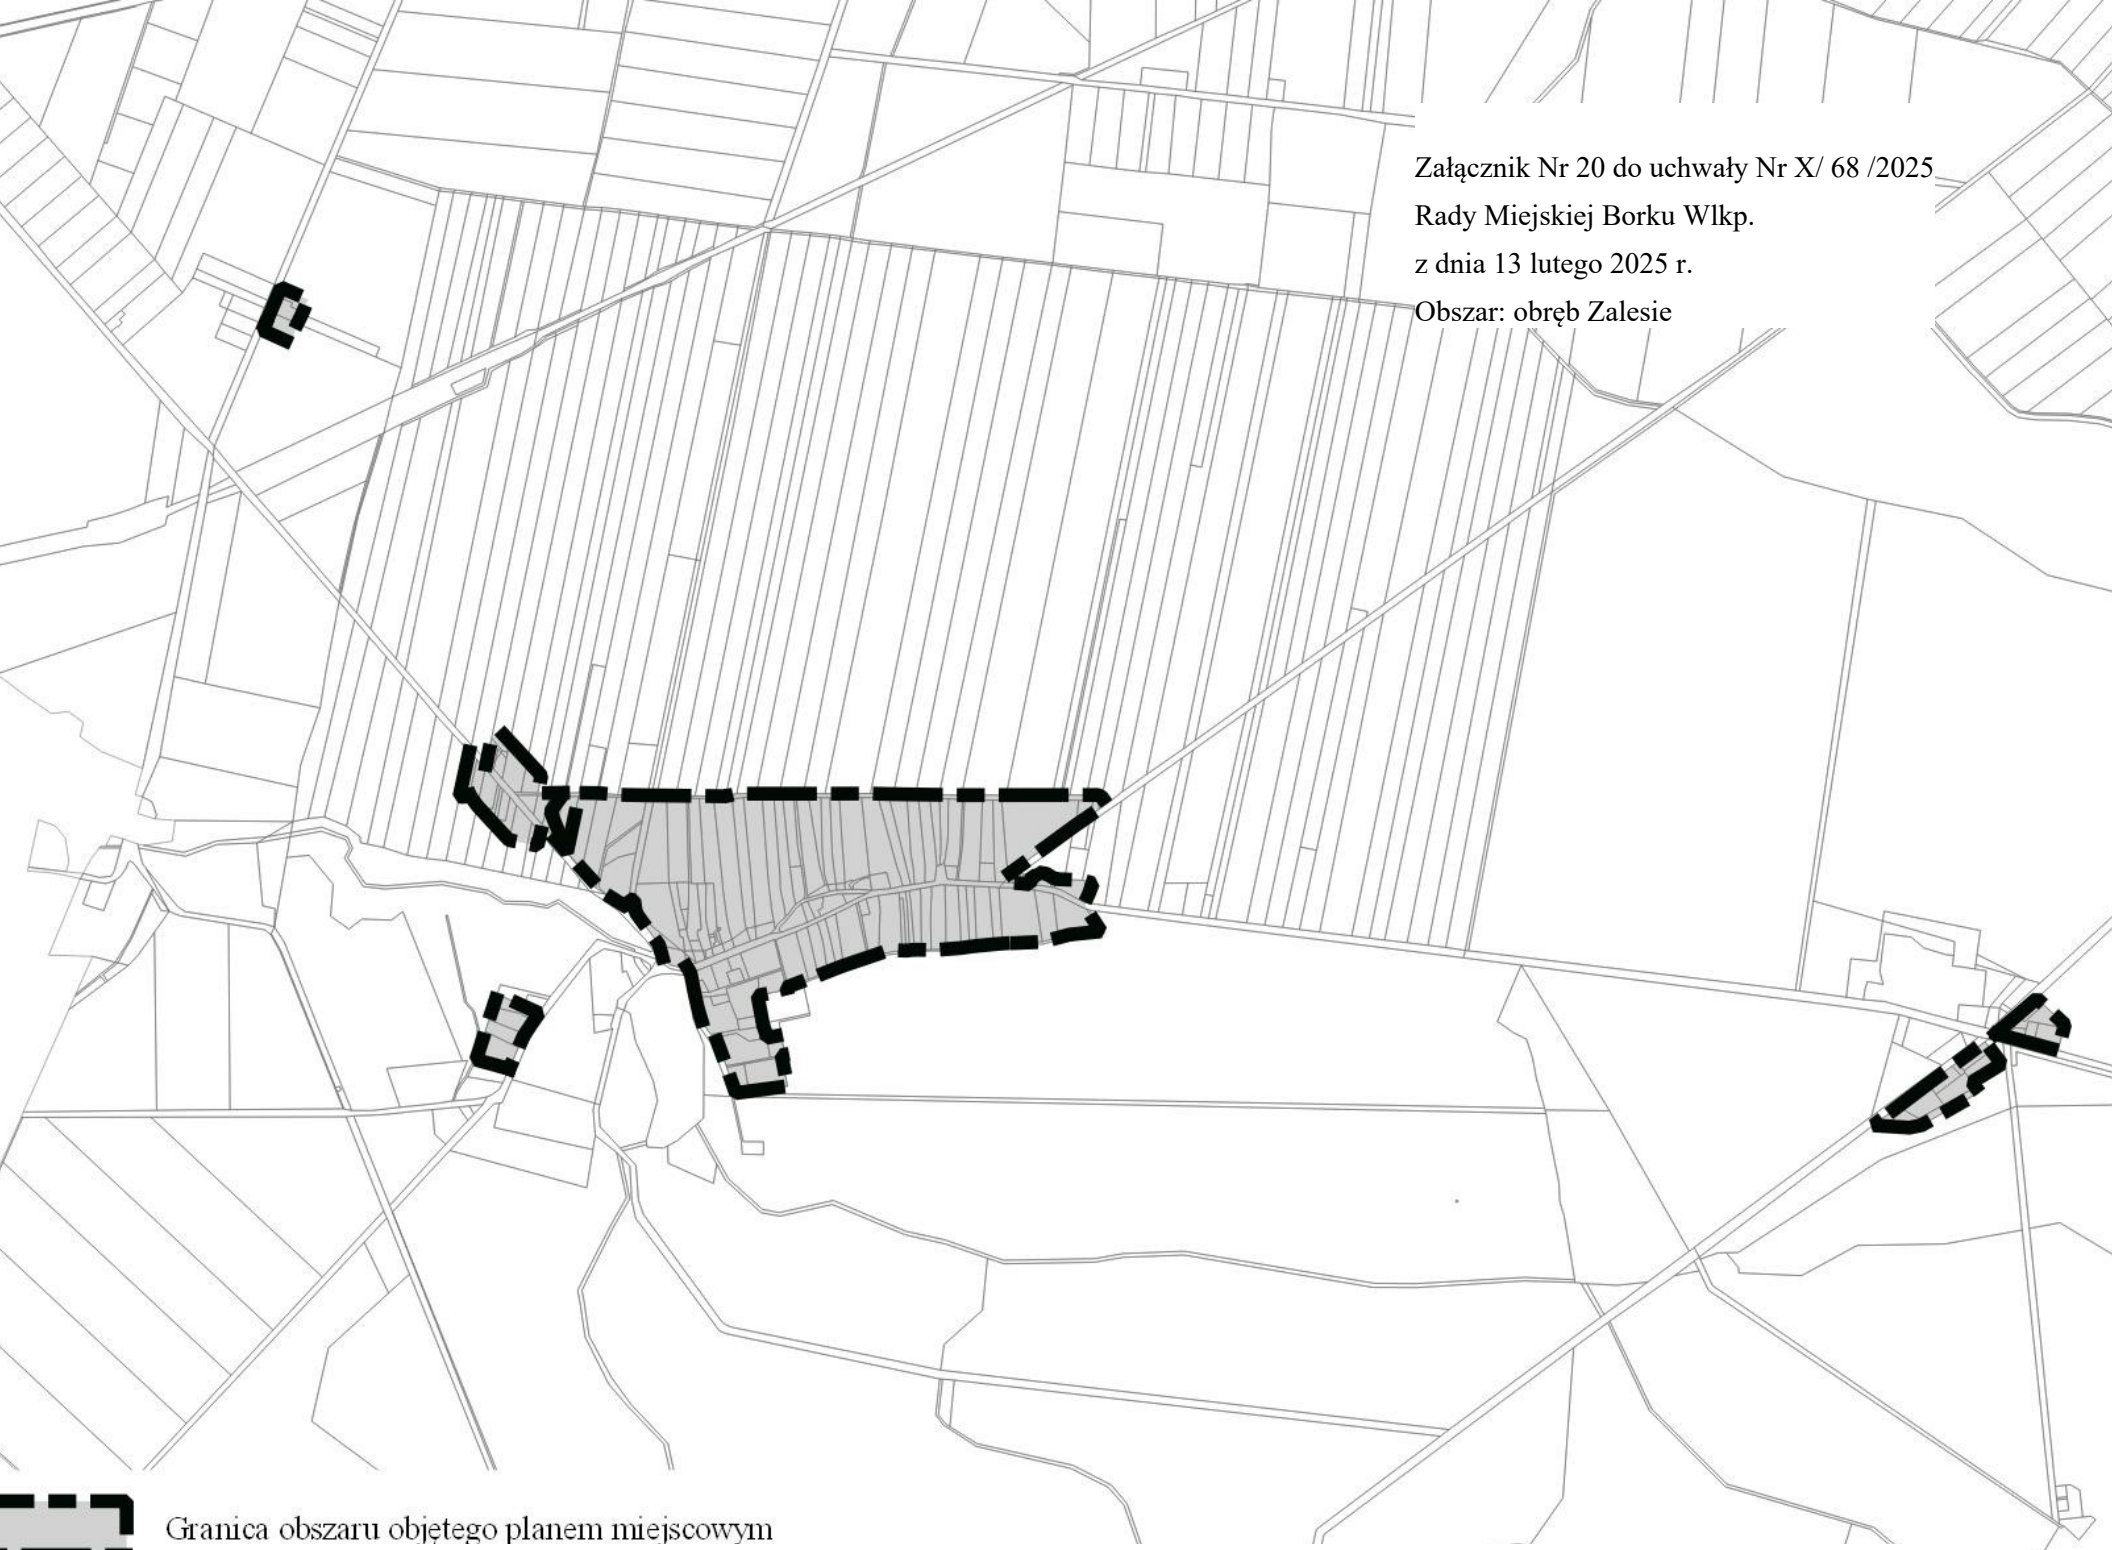 Załącznik Nr 20 do uchwały Nr X/ 68 /2025
Rady Miejskiej Borku Wlkp.
z dnia 13 lutego 2025 r.
Obszar: obręb Zalesie
Granica obszaru objętego planem miejscowym